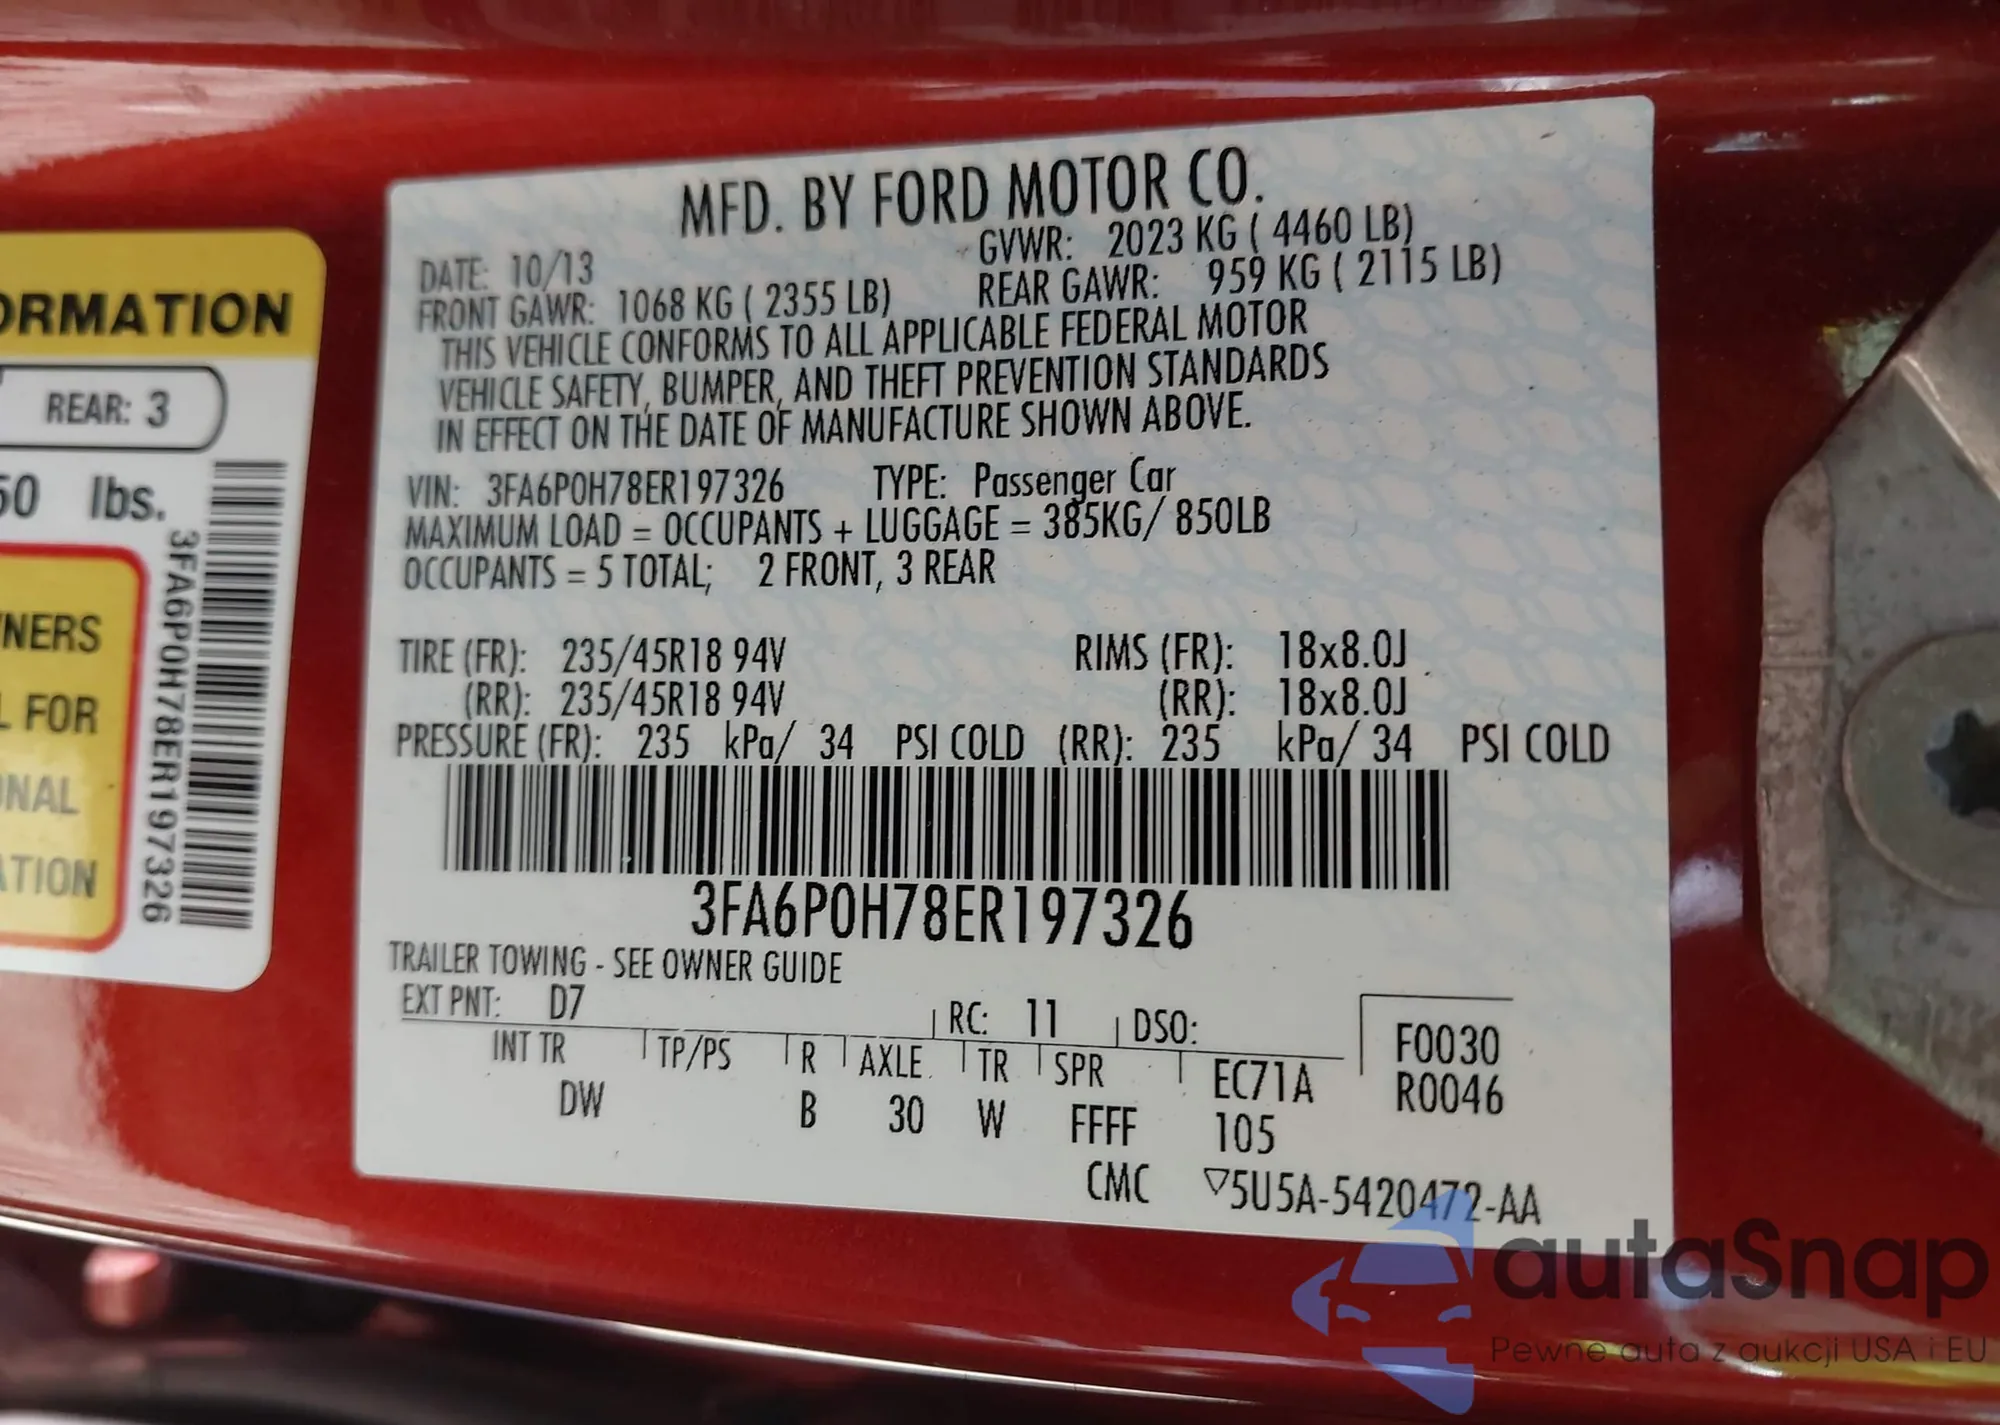 ORMATION
REAR: 3
50 lbs.
NERS
L FOR
NAL
ATION
3FA6P0H78ER197326
MFD. BY FORD MOTOR CO.
DATE: 10/13 GVWR: 2023 KG ( 4460 LB)
FRONT GAWR: 1068 KG ( 2355 LB) REAR GAWR: 959 KG ( 2115 LB)
THIS VEHICLE CONFORMS TO ALL APPLICABLE FEDERAL MOTOR
VEHICLE SAFETY, BUMPER, AND THEFT PREVENTION STANDARDS
IN EFFECT ON THE DATE OF MANUFACTURE SHOWN ABOVE.
VIN: 3FA6P0H78ER197326 TYPE: Passenger Car
MAXIMUM LOAD = OCCUPANTS + LUGGAGE = 385KG/ 850LB
OCCUPANTS = 5 TOTAL; 2 FRONT, 3 REAR
TIRE (FR): 235/45R18 94V RIMS (FR): 18x8.0J
(RR): 235/45R18 94V (RR): 18x8.0J
PRESSURE (FR): 235 kPa/ 34 PSI COLD (RR): 235 kPa/ 34 PSI COLD
3FA6P0H78ER197326
TRAILER TOWING - SEE OWNER GUIDE
EXT PNT: D7 RC: 11 DSO: F0030
INT TR TP/PS R AXLE TR SPR EC71A R0046
DW B 30 W FFFF 105
CMC ▽5U5A-5420472-AA
autaSnap
Pewne auta z aukcji USA i EU